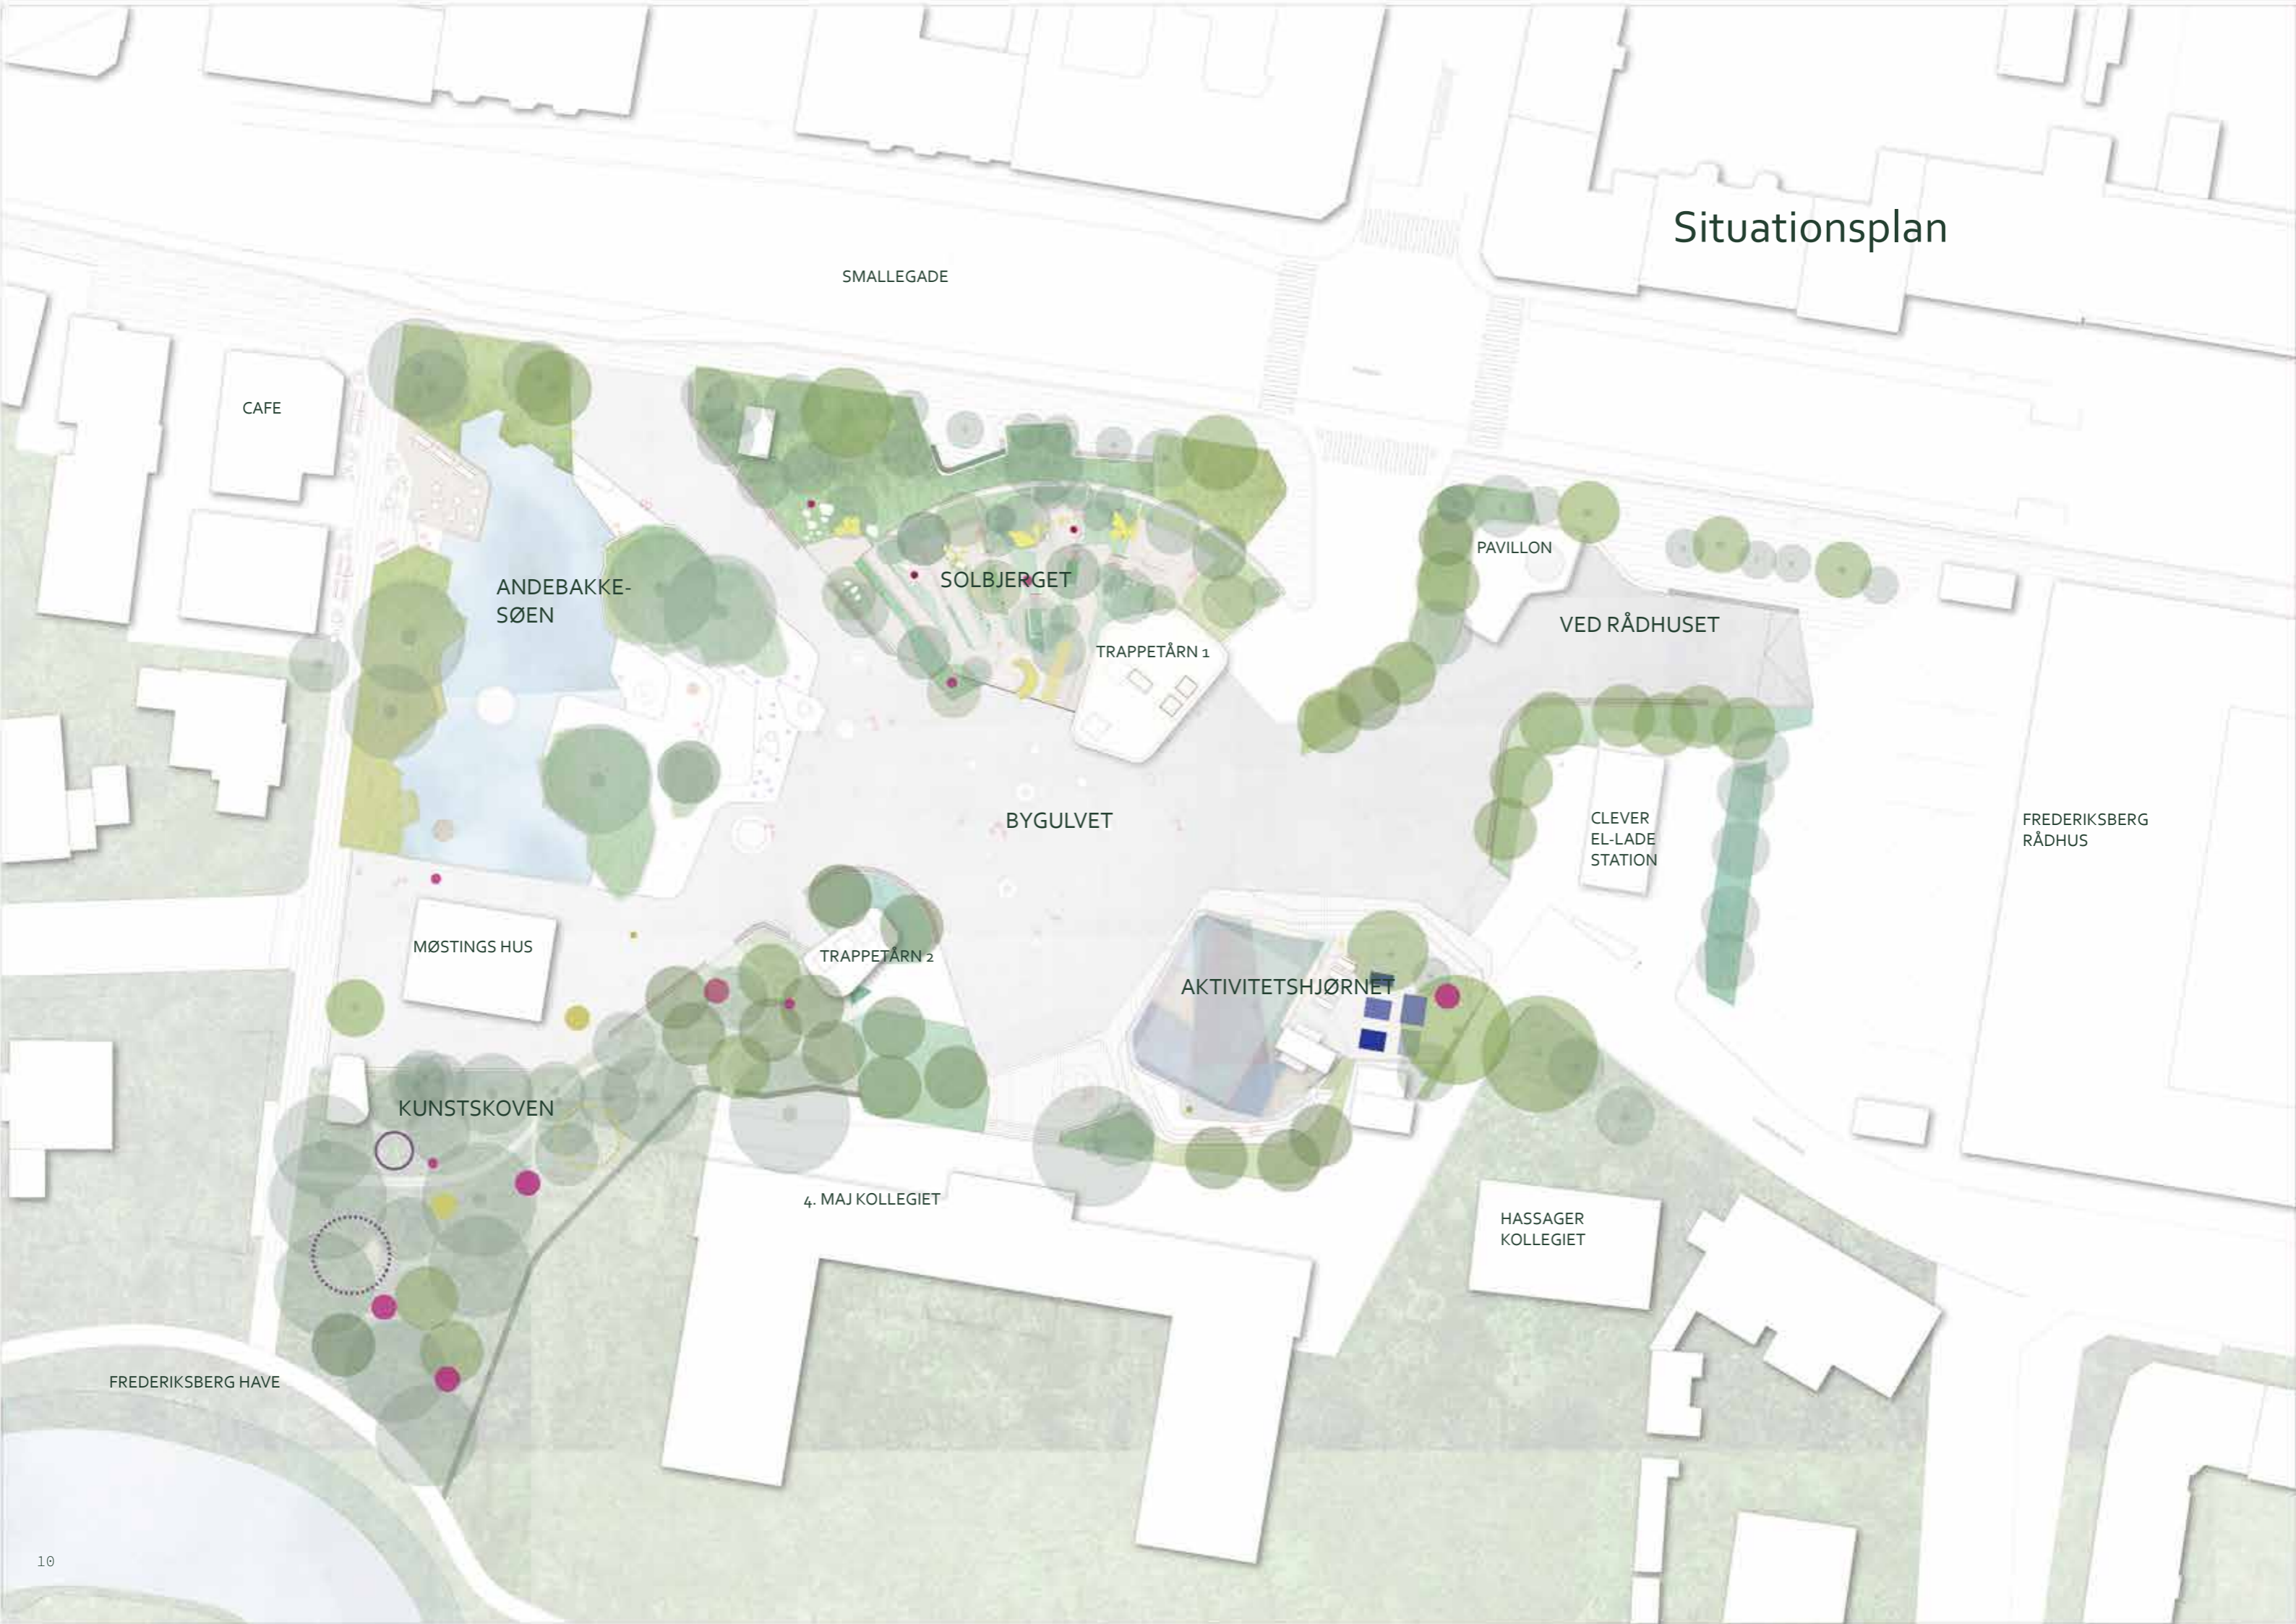 Situationsplan
SMALLEGADE
CAFE
PAVILLON
ANDEBAKKE-
SØEN
SOLBJERGET
VED RÅDHUSET
TRAPPETÅRN 1
BYGULVET
CLEVER
EL-LADE
STATION
FREDERIKSBERG
RÅDHUS
MØSTINGS HUS
TRAPPETÅRN 2
AKTIVITETSHJØRNET
KUNSTSKOVEN
4. MAJ KOLLEGIET
HASSAGER
KOLLEGIET
FREDERIKSBERG HAVE
10